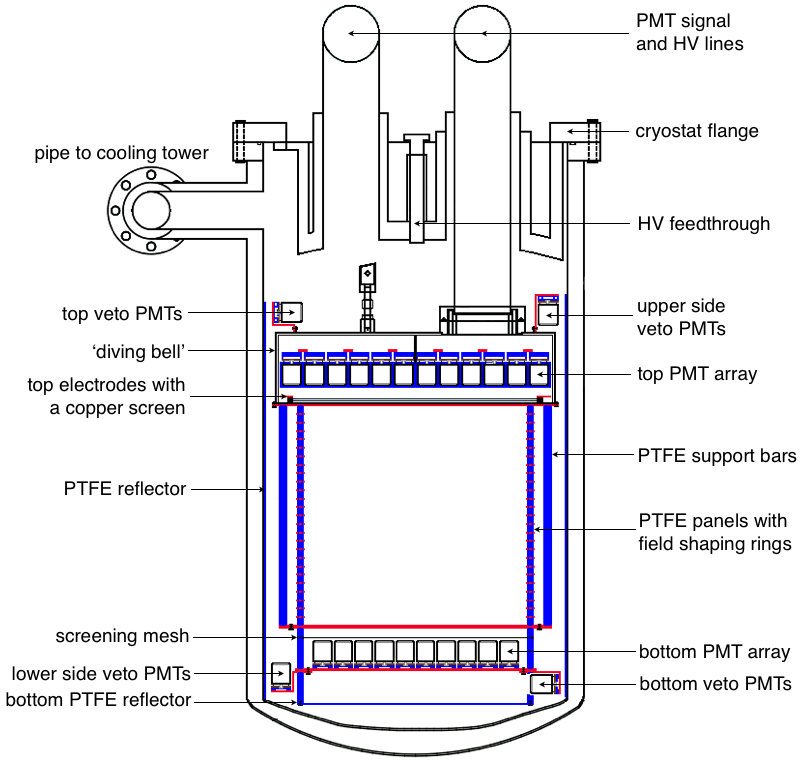 PMT signal
and HV lines
cryostat flange
pipe to cooling tower
HV feedthrough
top veto PMTs
upper side
veto PMTs
‘diving bell’
top PMT array
top electrodes with
a copper screen
PTFE support bars
PTFE reflector
PTFE panels with
field shaping rings
screening mesh
bottom PMT array
lower side veto PMTs
bottom veto PMTs
bottom PTFE reflector